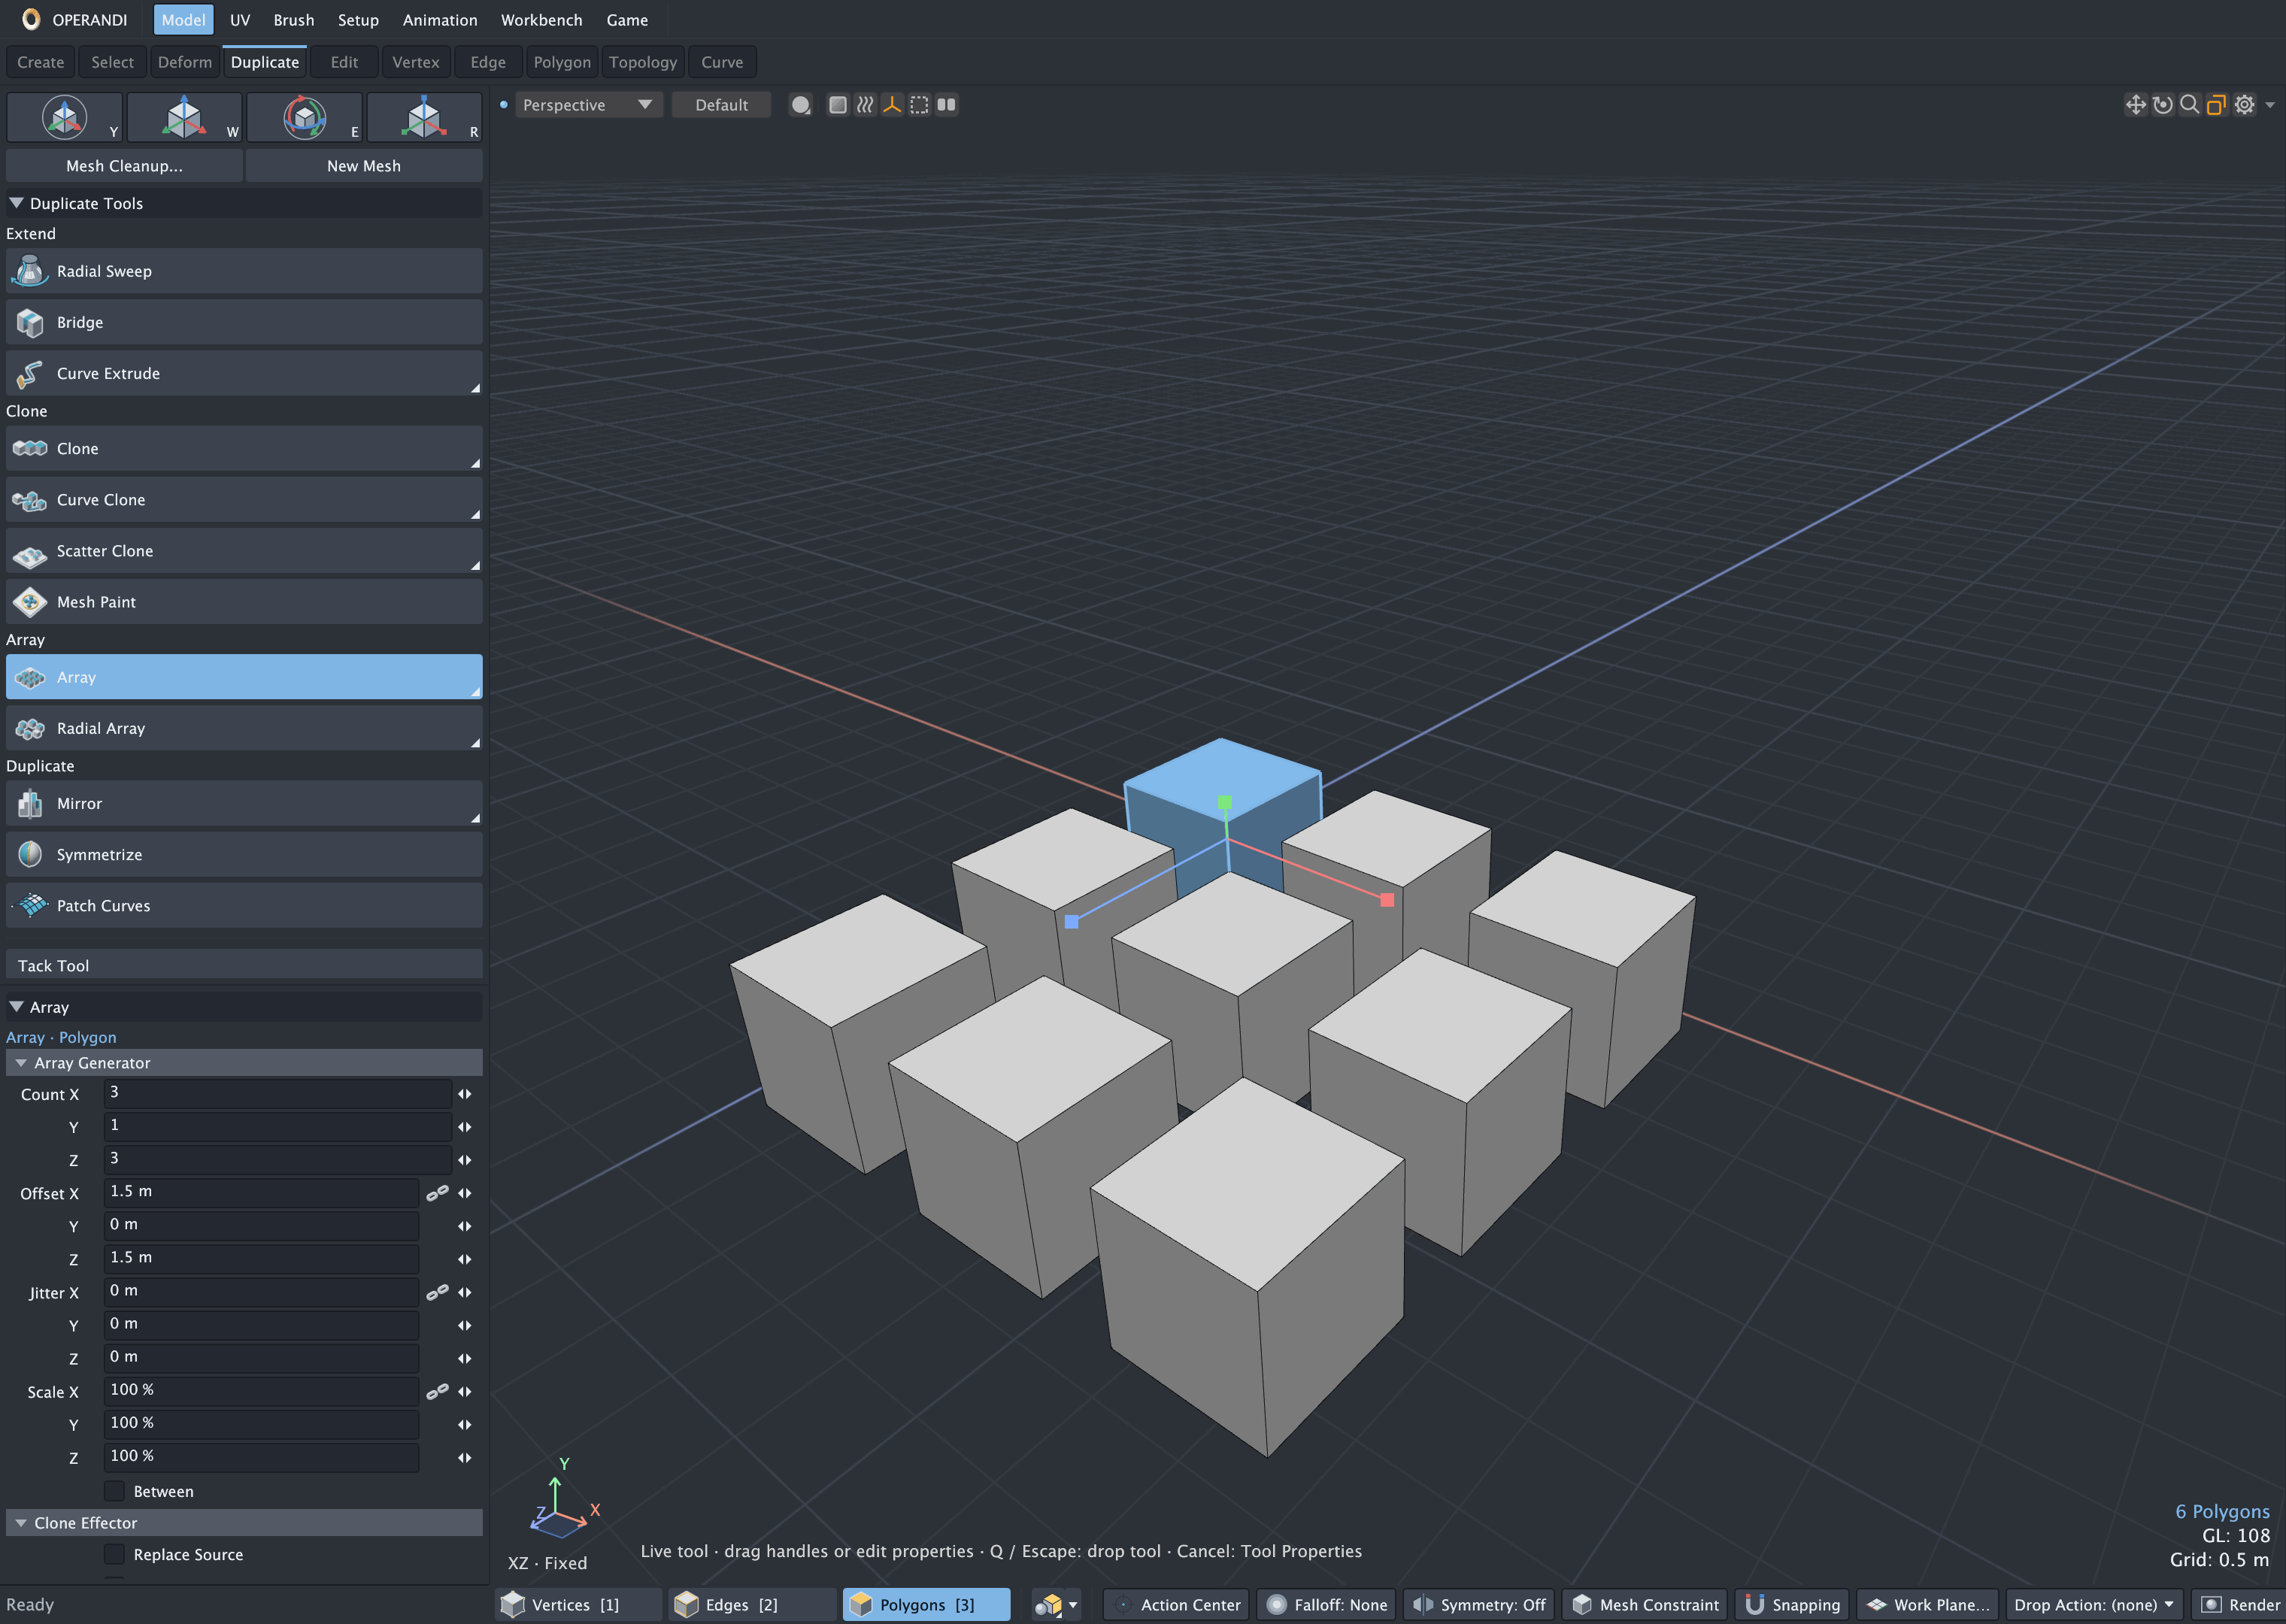 OPERANDI Model UV Brush Setup Animation Workbench Game
Create Select Deform Duplicate Edit Vertex Edge Polygon Topology Curve
Y W E R
Perspective Default
Mesh Cleanup... New Mesh
Duplicate Tools
Extend
Radial Sweep
Bridge
Curve Extrude
Clone
Clone
Curve Clone
Scatter Clone
Mesh Paint
Array
Array
Radial Array
Duplicate
Mirror
Symmetrize
Patch Curves
Tack Tool
Array
Array · Polygon
Array Generator
Count X 3
Y 1
Z 3
Offset X 1.5 m
Y 0 m
Z 1.5 m
Jitter X 0 m
Y 0 m
Z 0 m
Scale X 100 %
Y 100 %
Z 100 %
Between
Clone Effector
Replace Source
Y
Z X
XZ · Fixed
Live tool · drag handles or edit properties · Q / Escape: drop tool · Cancel: Tool Properties
6 Polygons
GL: 108
Grid: 0.5 m
Ready Vertices [1] Edges [2] Polygons [3] Action Center Falloff: None Symmetry: Off Mesh Constraint Snapping Work Plane... Drop Action: (none) Render